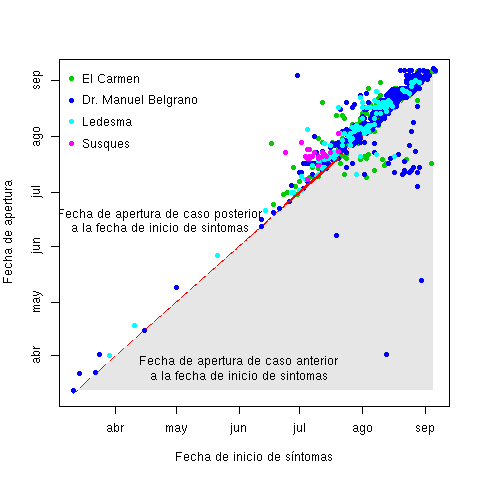 El Carmen
Dr. Manuel Belgrano
Ledesma
Susques
Fecha de apertura de caso posterior
a la fecha de inicio de sintomas
Fecha de apertura de caso anterior
a la fecha de inicio de sintomas
Fecha de apertura
sep
ago
jul
jun
may
abr
abr may jun jul ago sep
Fecha de inicio de síntomas